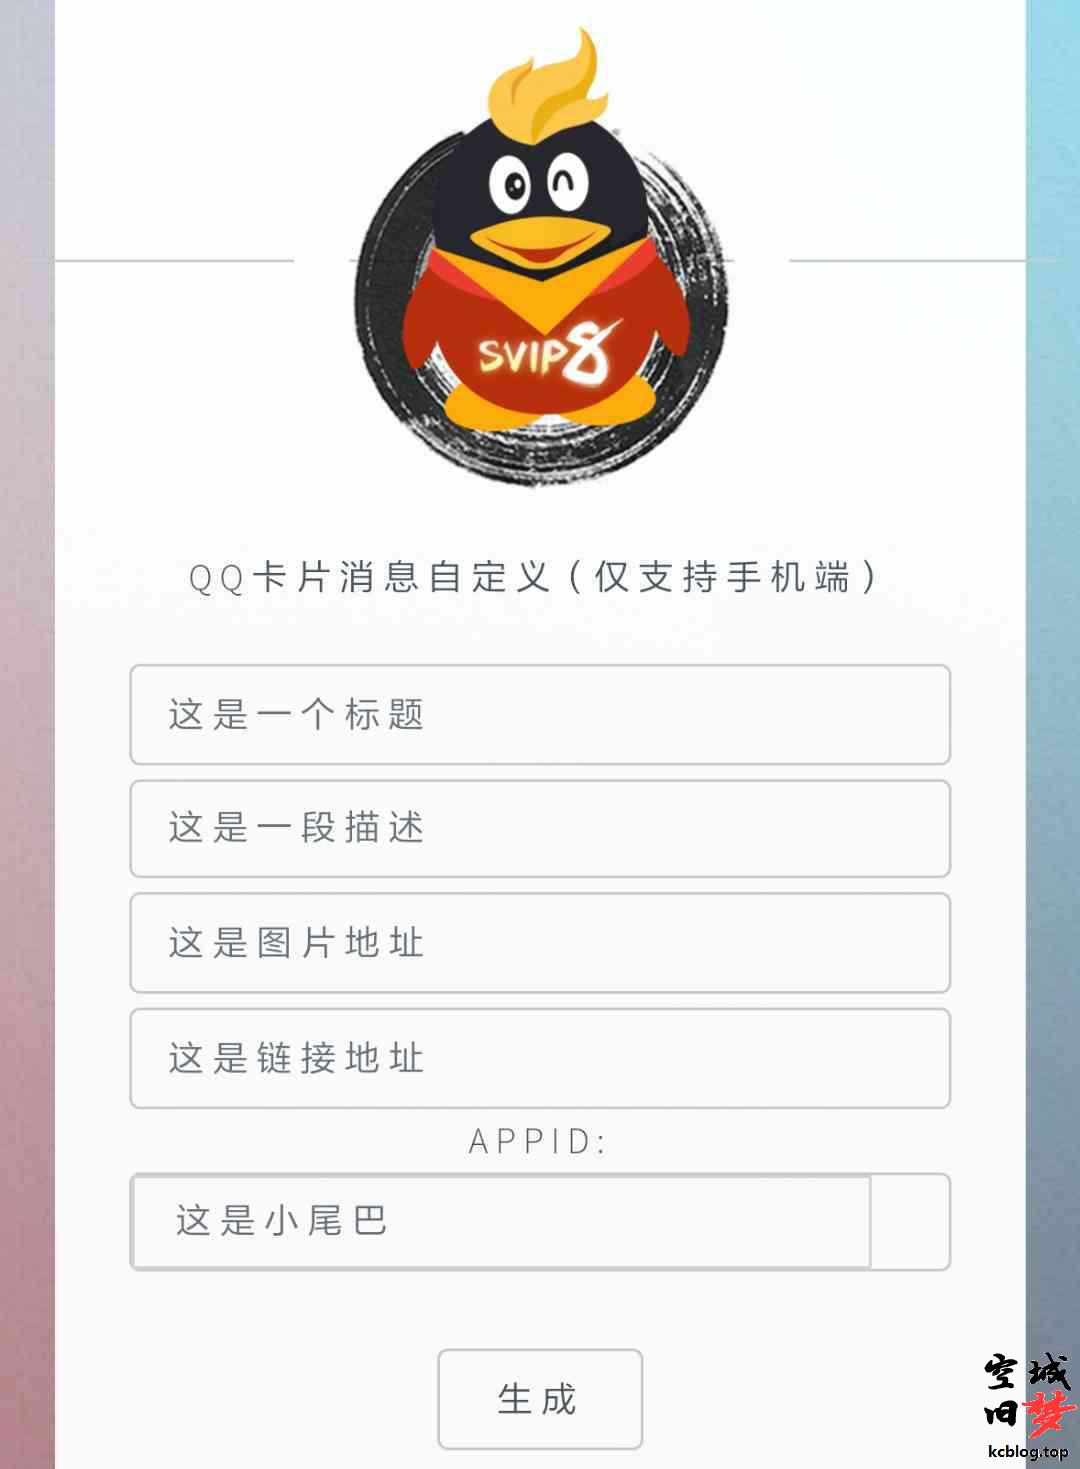 SVIP8
QQ卡片消息自定义(仅支持手机端)
这是一个标题
这是一段描述
这是图片地址
这是链接地址
APPID:
这是小尾巴
生成
空城
旧梦
kcblog.top